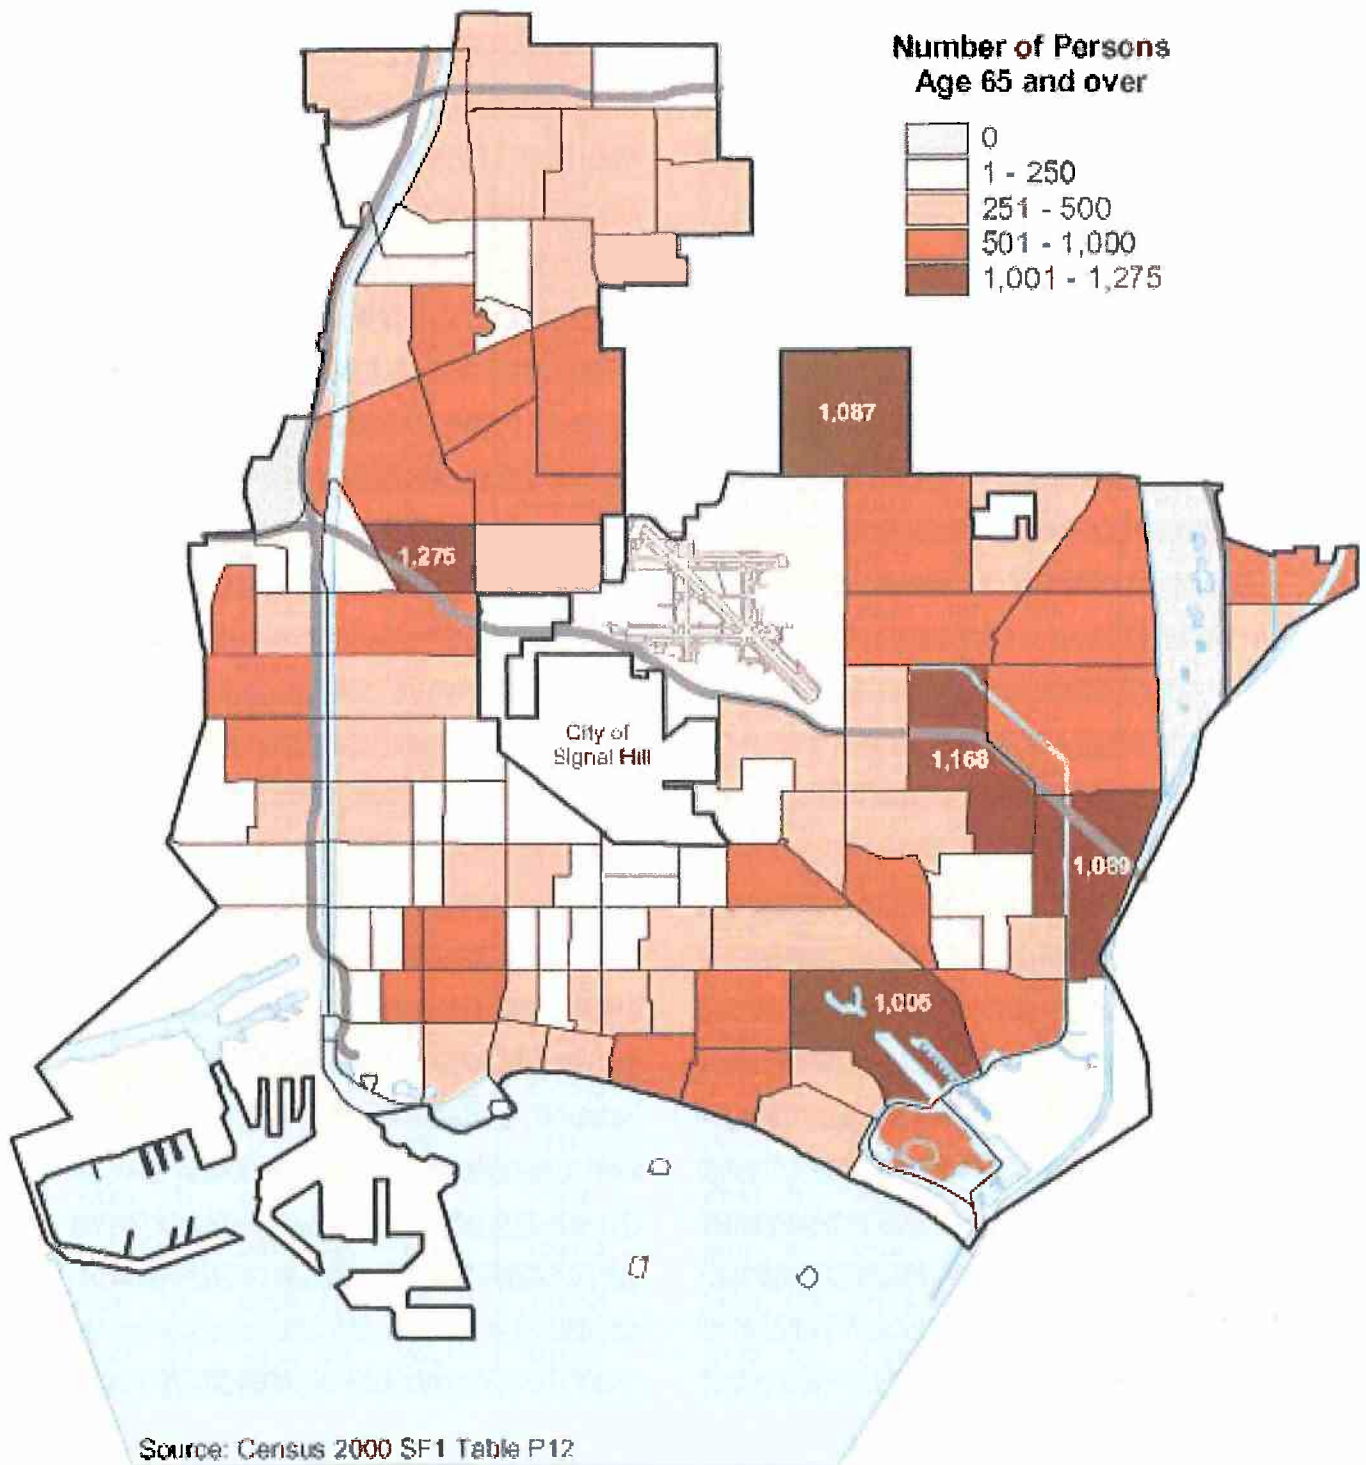 Number of Persons
Age 65 and over
0
1 - 250
251 - 500
501 - 1,000
1,001 - 1,275
1,087
1,275
City of
Signal Hill
1,168
1,089
1,005
Source: Census 2000 SF1 Table P12